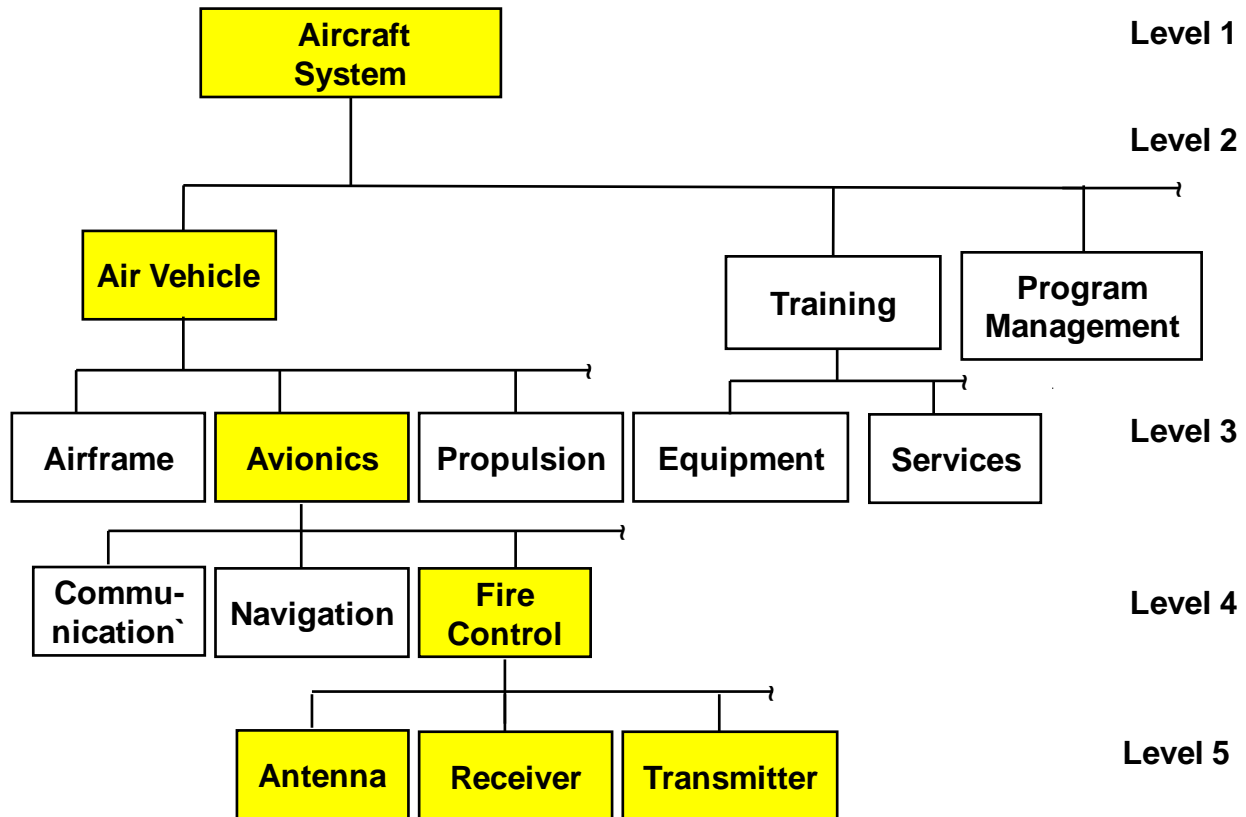 Aircraft
System
Level 1
Level 2
Air Vehicle
Training
Program
Management
Airframe
Avionics
Propulsion
Equipment
Services
Level 3
Commu-
nication`
Navigation
Fire
Control
Level 4
Antenna
Receiver
Transmitter
Level 5